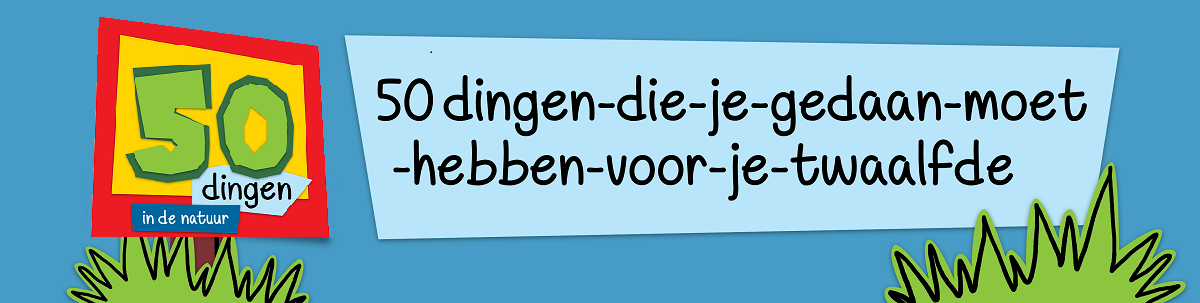 50
dingen
in de natuur
50 dingen-die-je-gedaan-moet
-hebben-voor-je-twaalfde